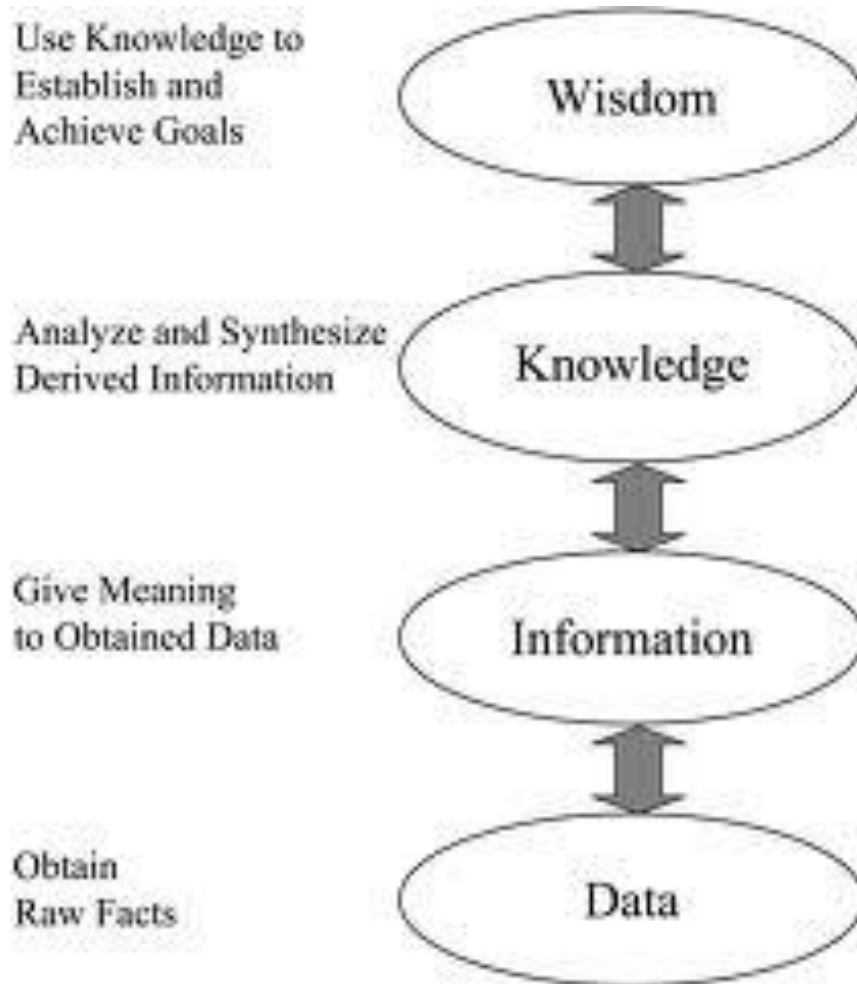 Use Knowledge to
Establish and
Achieve Goals
Wisdom
Analyze and Synthesize
Derived Information
Knowledge
Give Meaning
to Obtained Data
Information
Obtain
Raw Facts
Data